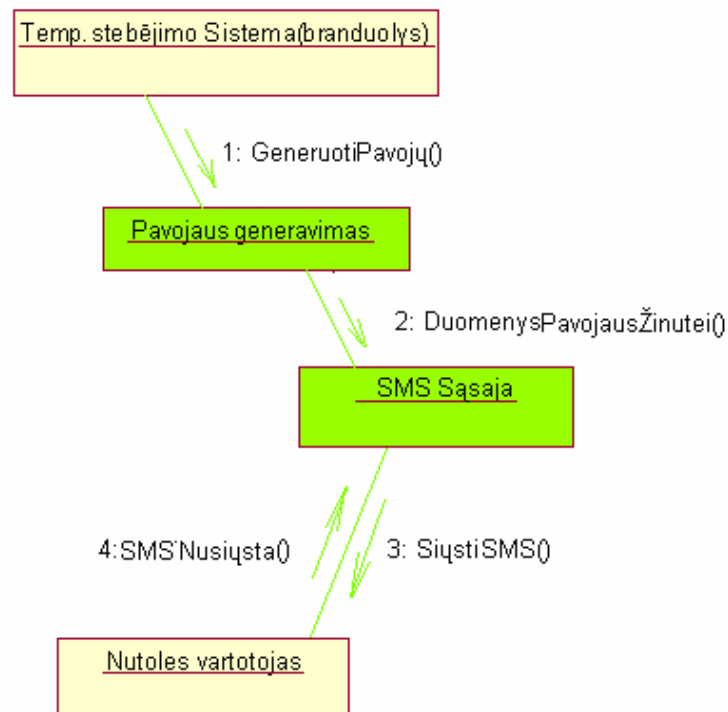 Temp. stebėjimo Sistema(branduolys)
1: GeneruotiPavojų()
Pavojaus generavimas
2: DuomenysPavojausŽinutei()
SMS Sąsaja
4:SMS'Nusiųsta()
3: SiųstiSMS()
Nutoles vartotojas